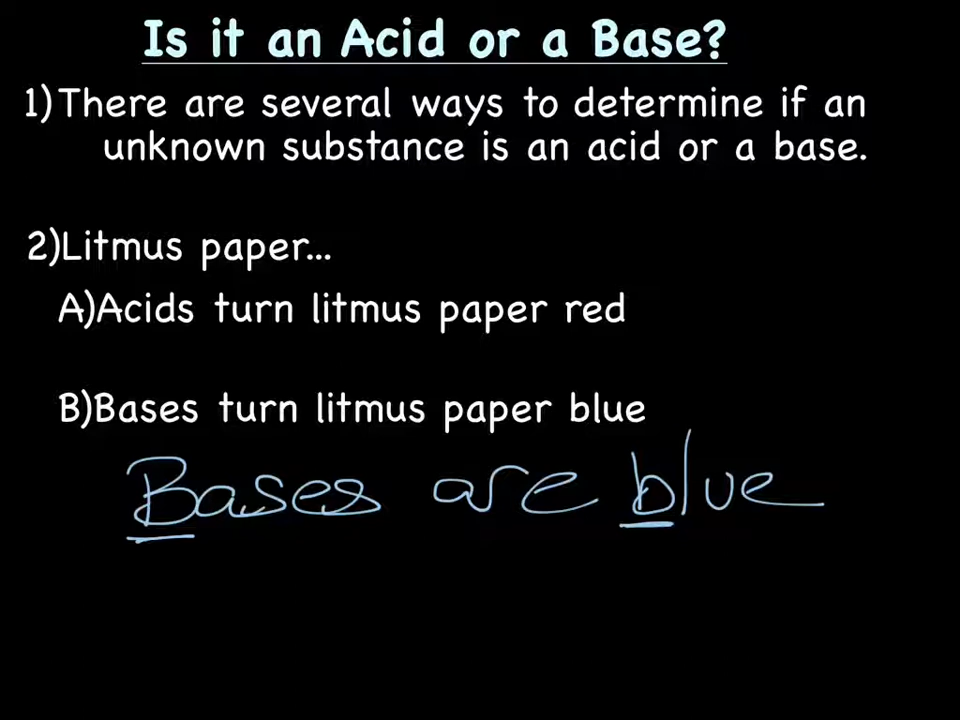 Is it an Acid or a Base?
1)There are several ways to determine if an
unknown substance is an acid or a base.
2)Litmus paper...
A)Acids turn litmus paper red
B)Bases turn litmus paper blue
Bases are blue